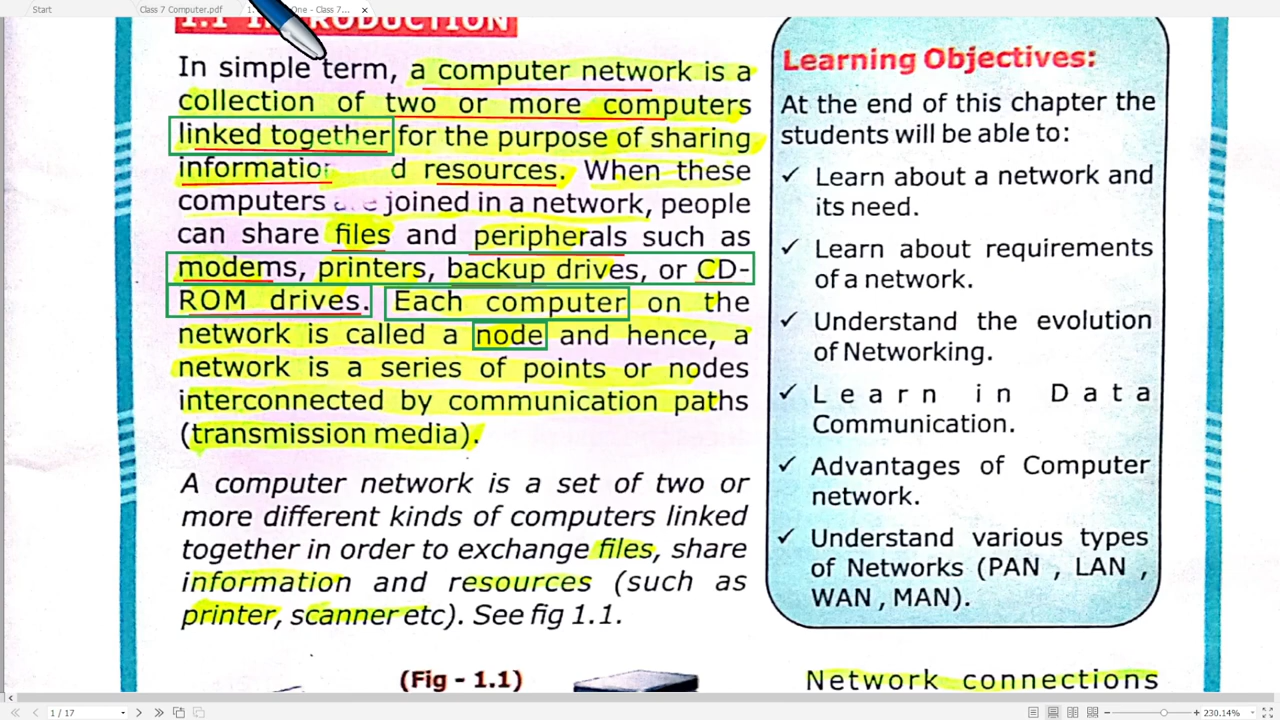 Start
Class 7 Computer.pdf
One - Class 7...
1.1
In simple term, a computer network is a
collection of two or more computers
linked together for the purpose of sharing
resources. When these
computers joined in a network, people
can share files and peripherals such as
modems, printers, backup drives, or CD-
ROM drives. Each computer on the
network is called a node and hence, a
network is a series of points or nodes
interconnected by communication paths
(transmission media).
A computer network is a set of two or
more different kinds of computers linked
together in order to exchange files, share
information and resources (such as
printer, scanner etc). See fig 1.1.
(Fig - 1.1)
Learning Objectives:
At the end of this chapter the
students will be able to:
✓ Learn about a network and
its need.
✓ Learn about requirements
of a network.
✓ Understand the evolution
of Networking.
✓ Learn in Data
Communication.
✓ Advantages of Computer
network.
✓ Understand various types
of Networks (PAN , LAN ,
WAN , MAN).
Network connections
1 / 17
230.14%